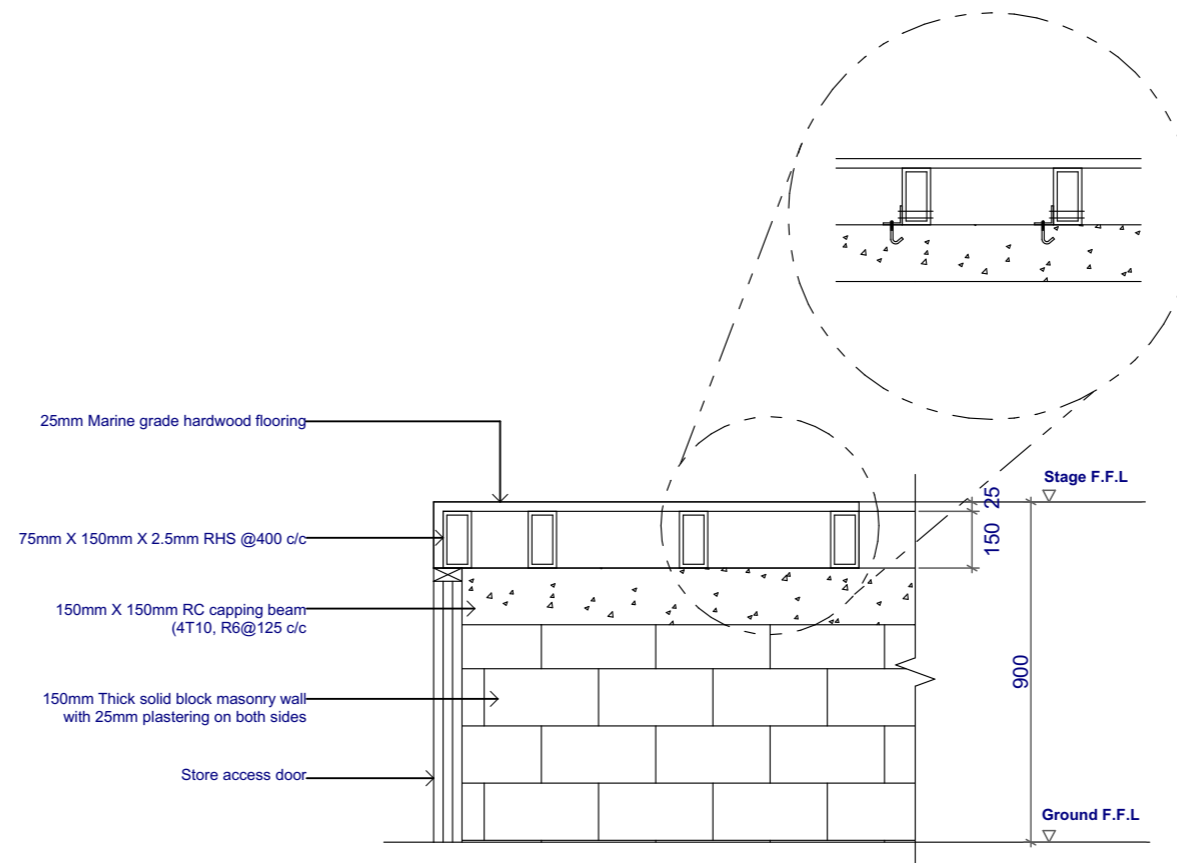 25mm Marine grade hardwood flooring
Stage F.F.L
25
75mm X 150mm X 2.5mm RHS @400 c/c
150
150mm X 150mm RC capping beam
(4T10, R6@125 c/c
900
150mm Thick solid block masonry wall
with 25mm plastering on both sides
Store access door
Ground F.F.L